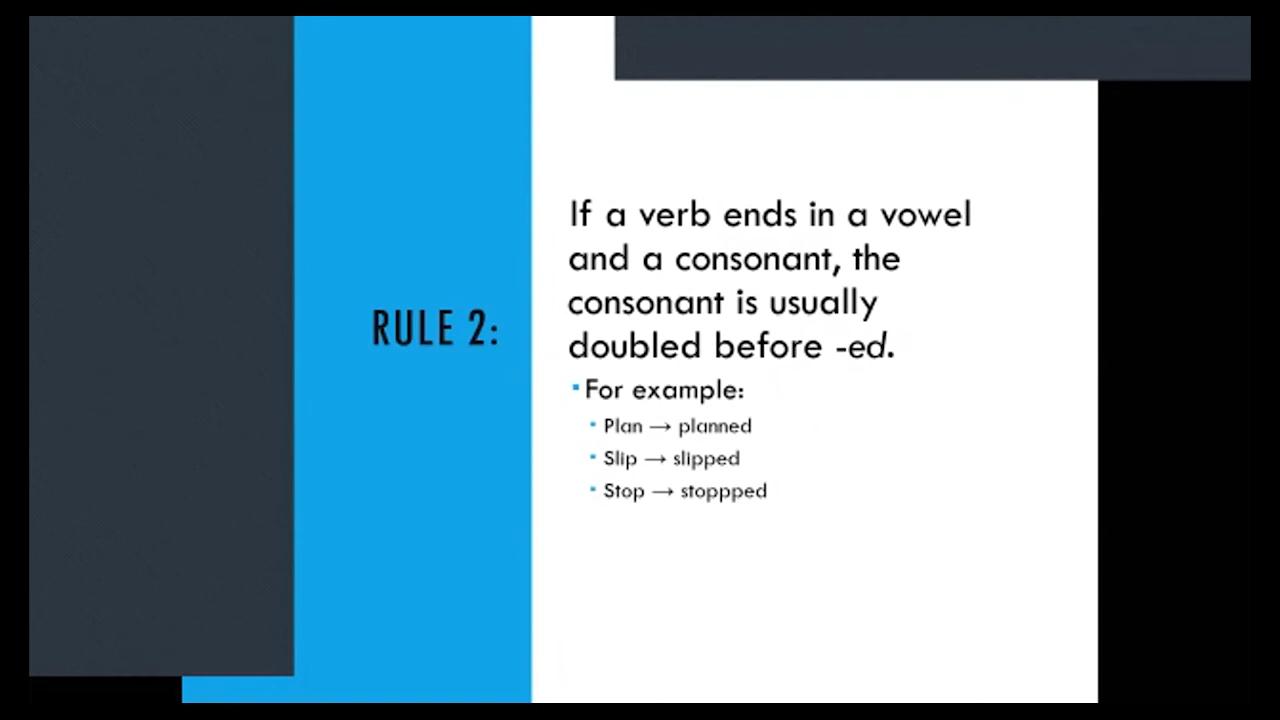 RULE 2:
If a verb ends in a vowel
and a consonant, the
consonant is usually
doubled before -ed.
▪For example:
▪ Plan → planned
▪ Slip → slipped
▪ Stop → stoppped